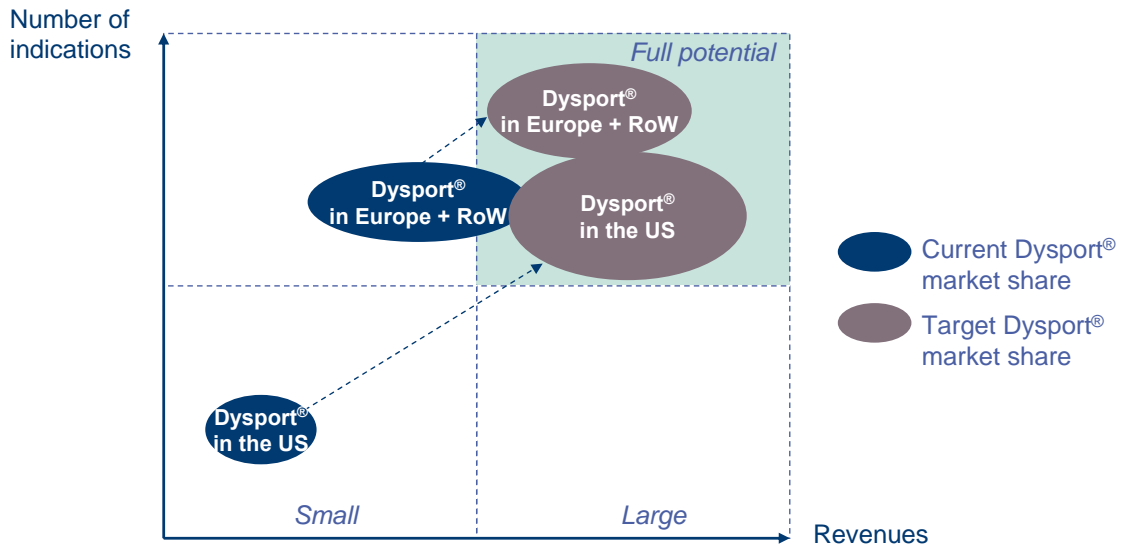 Number of
indications
Full potential
Dysport®
in Europe + RoW
Dysport®
in Europe + RoW
Dysport®
in the US
Current Dysport®
market share
Target Dysport®
market share
Dysport®
in the US
Small
Large
Revenues